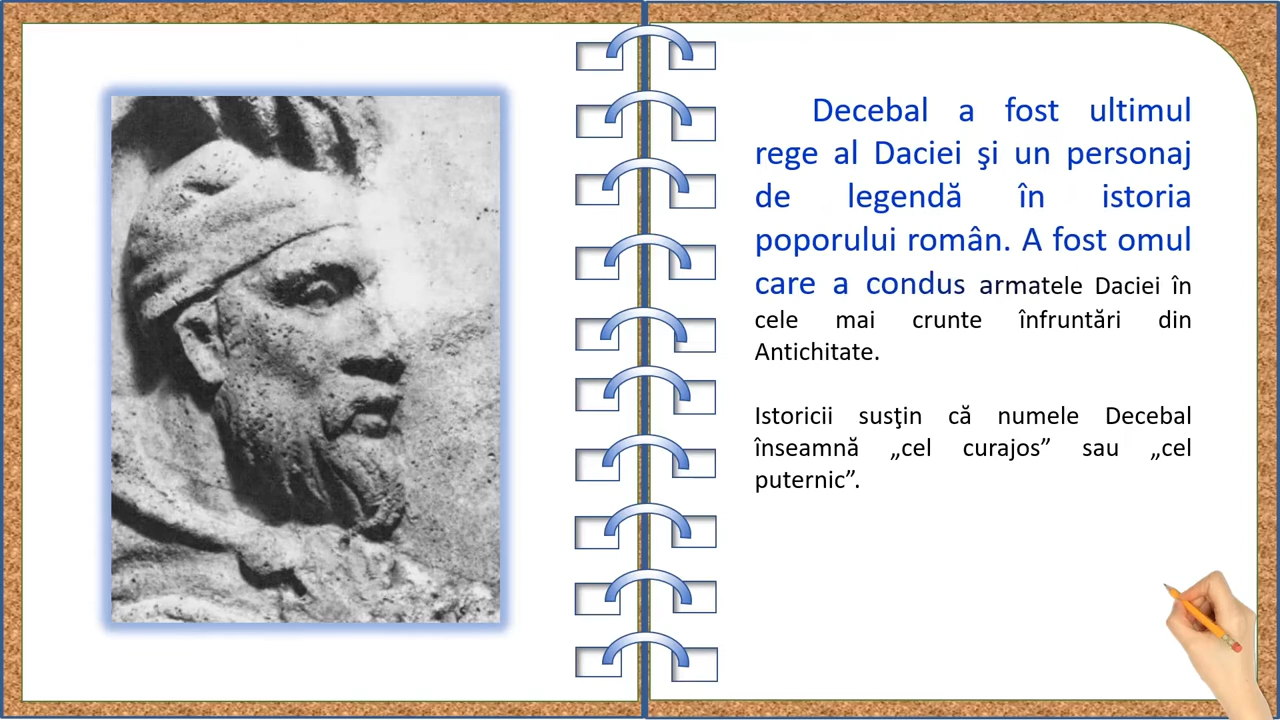 Decebal a fost ultimul
rege al Daciei şi un personaj
de legendă în istoria
poporului român. A fost omul
care a condus armatele Daciei în
cele mai crunte înfruntări din
Antichitate.
Istoricii susţin că numele Decebal
înseamnă „cel curajos” sau „cel
puternic”.